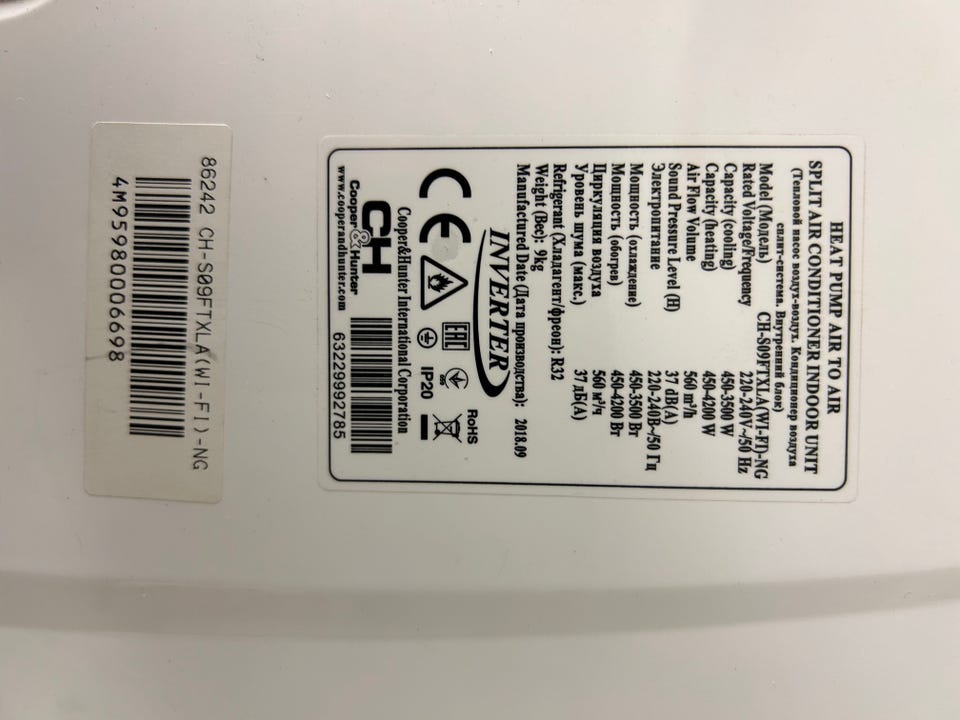 HEAT PUMP AIR TO AIR
SPLIT AIR CONDITIONER INDOOR UNIT
(Тепловой насос воздух-воздух. Кондиционер воздуха
сплит-система. Внутренний блок)
Model (Модель) CH-S09FTXLA(WI-FI)-NG
Rated Voltage/Frequency 220-240V~/50 Hz
Capacity (cooling) 450-3500 W
Capacity (heating) 450-4200 W
Air Flow Volume 560 m³/h
Sound Pressure Level (H) 37 dB(A)
Электропитание 220-240В~/50 Гц
Мощность (охлаждение) 450-3500 Вт
Мощность (обогрев) 450-4200 Вт
Циркуляция воздуха 560 м³/ч
Уровень шума (макс.) 37 дБ(А)
Refrigerant (Хладагент/фреон): R32
Weight (Вес): 9kg
Manufactured Date (Дата производства): 2018.09
INVERTER
CE EAC RoHS
IP20
Cooper&Hunter International Corporation
CH
Cooper&Hunter
www.cooperandhunter.com
63229992785
86242 CH-S09FTXLA(WI-FI)-NG
4M95980006698